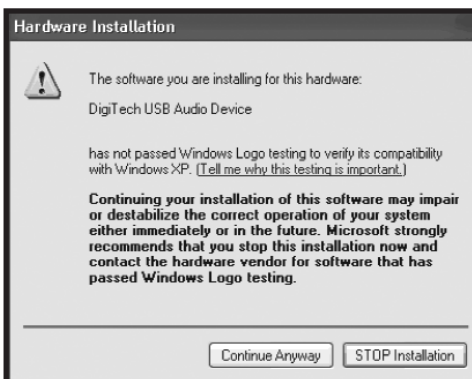 Hardware Installation
The software you are installing for this hardware:
DigiTech USB Audio Device
has not passed Windows Logo testing to verify its compatibility
with Windows XP. (Tell me why this testing is important.)
Continuing your installation of this software may impair
or destabilize the correct operation of your system
either immediately or in the future. Microsoft strongly
recommends that you stop this installation now and
contact the hardware vendor for software that has
passed Windows Logo testing.
Continue Anyway STOP Installation